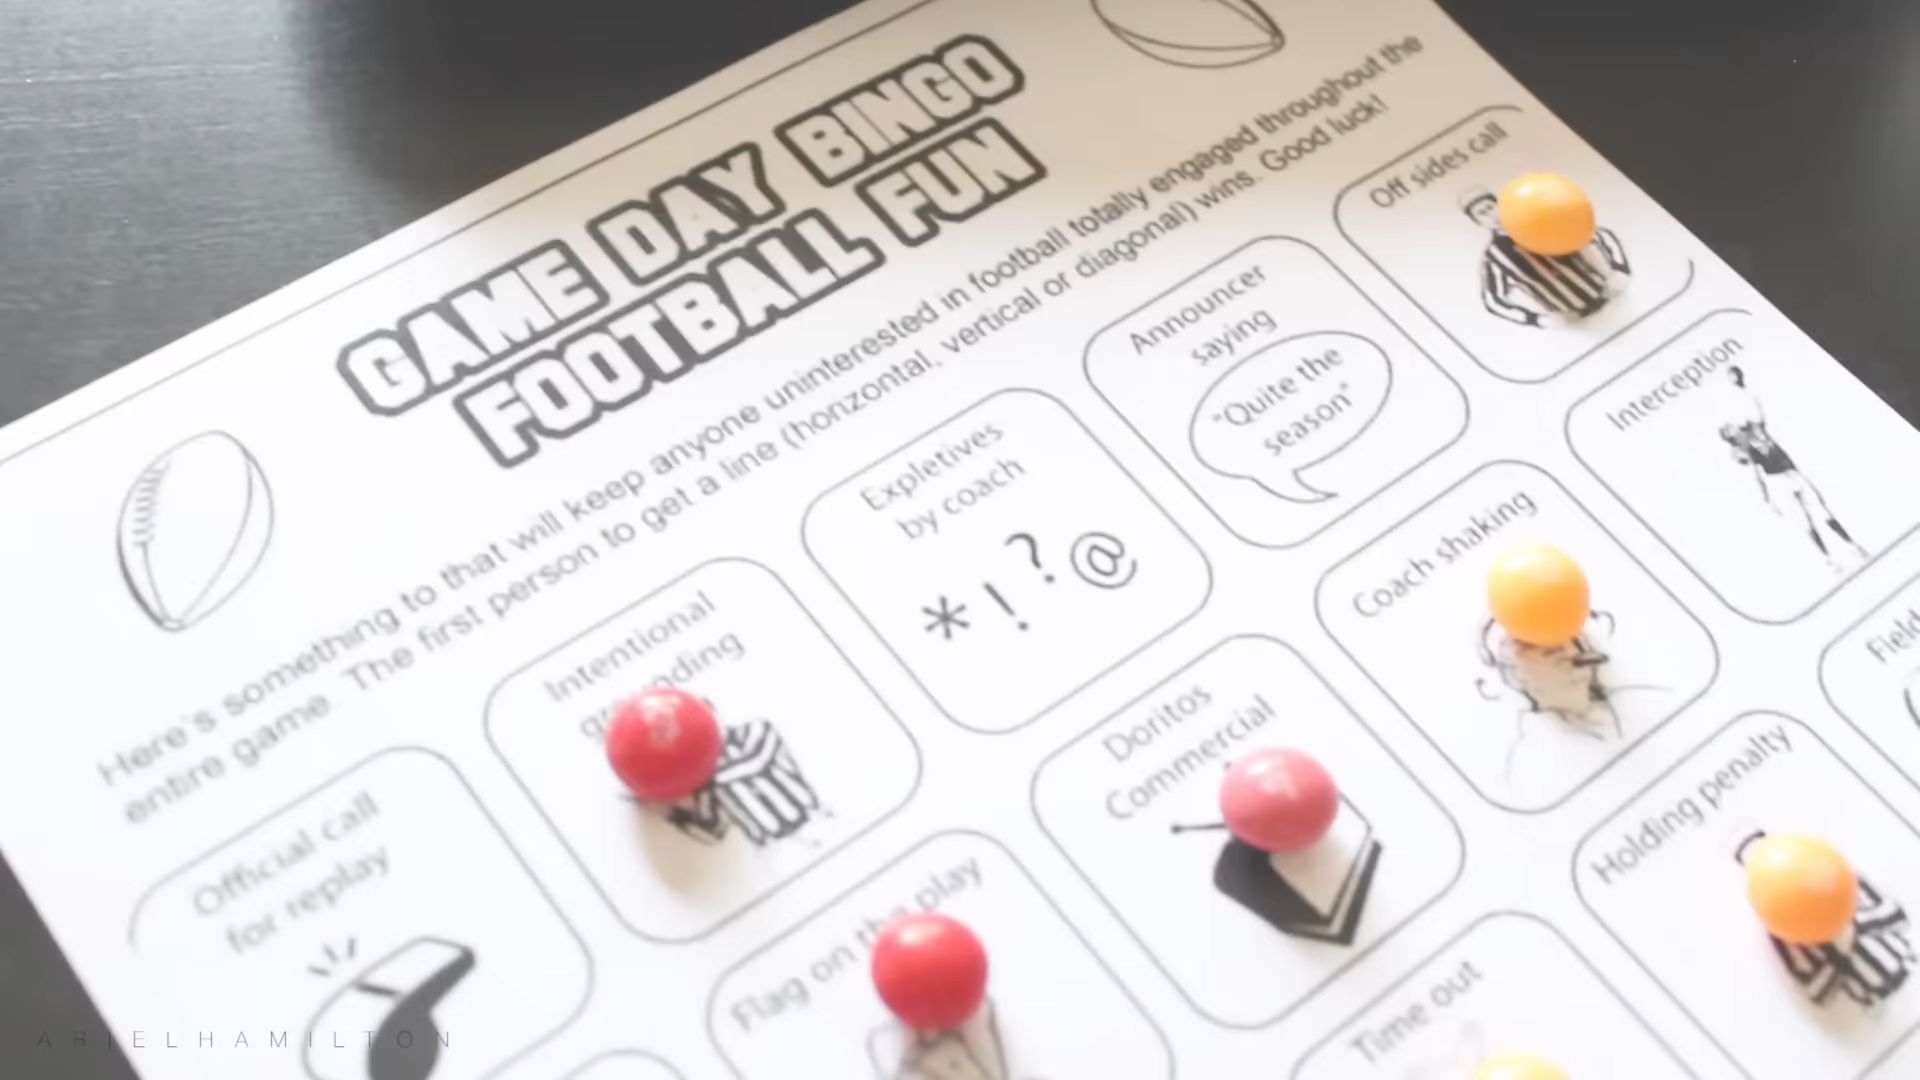 GAME DAY BINGO
FOOTBALL FUN
Here's something to that will keep anyone uninterested in football totally engaged throughout the
entire game. The first person to get a line (horizontal, vertical or diagonal) wins. Good luck!
Official call
for replay
Intentional
Expletives
by coach
* ! ? @
Announcer
saying
"Quite the
season"
Off sides call
Flag on the play
Doritos
Commercial
Coach shaking
Interception
Time out
Holding penalty
Field
ARIELHAMILTON